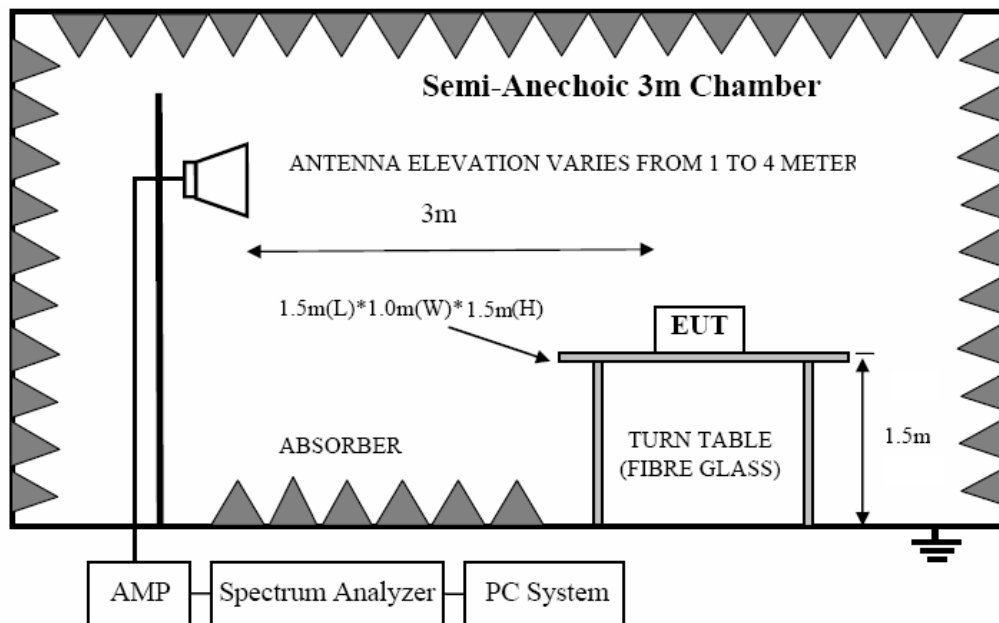 Semi-Anechoic 3m Chamber
ANTENNA ELEVATION VARIES FROM 1 TO 4 METER
3m
1.5m(L)*1.0m(W)*1.5m(H)
EUT
ABSORBER
TURN TABLE
(FIBRE GLASS)
1.5m
AMP
Spectrum Analyzer
PC System